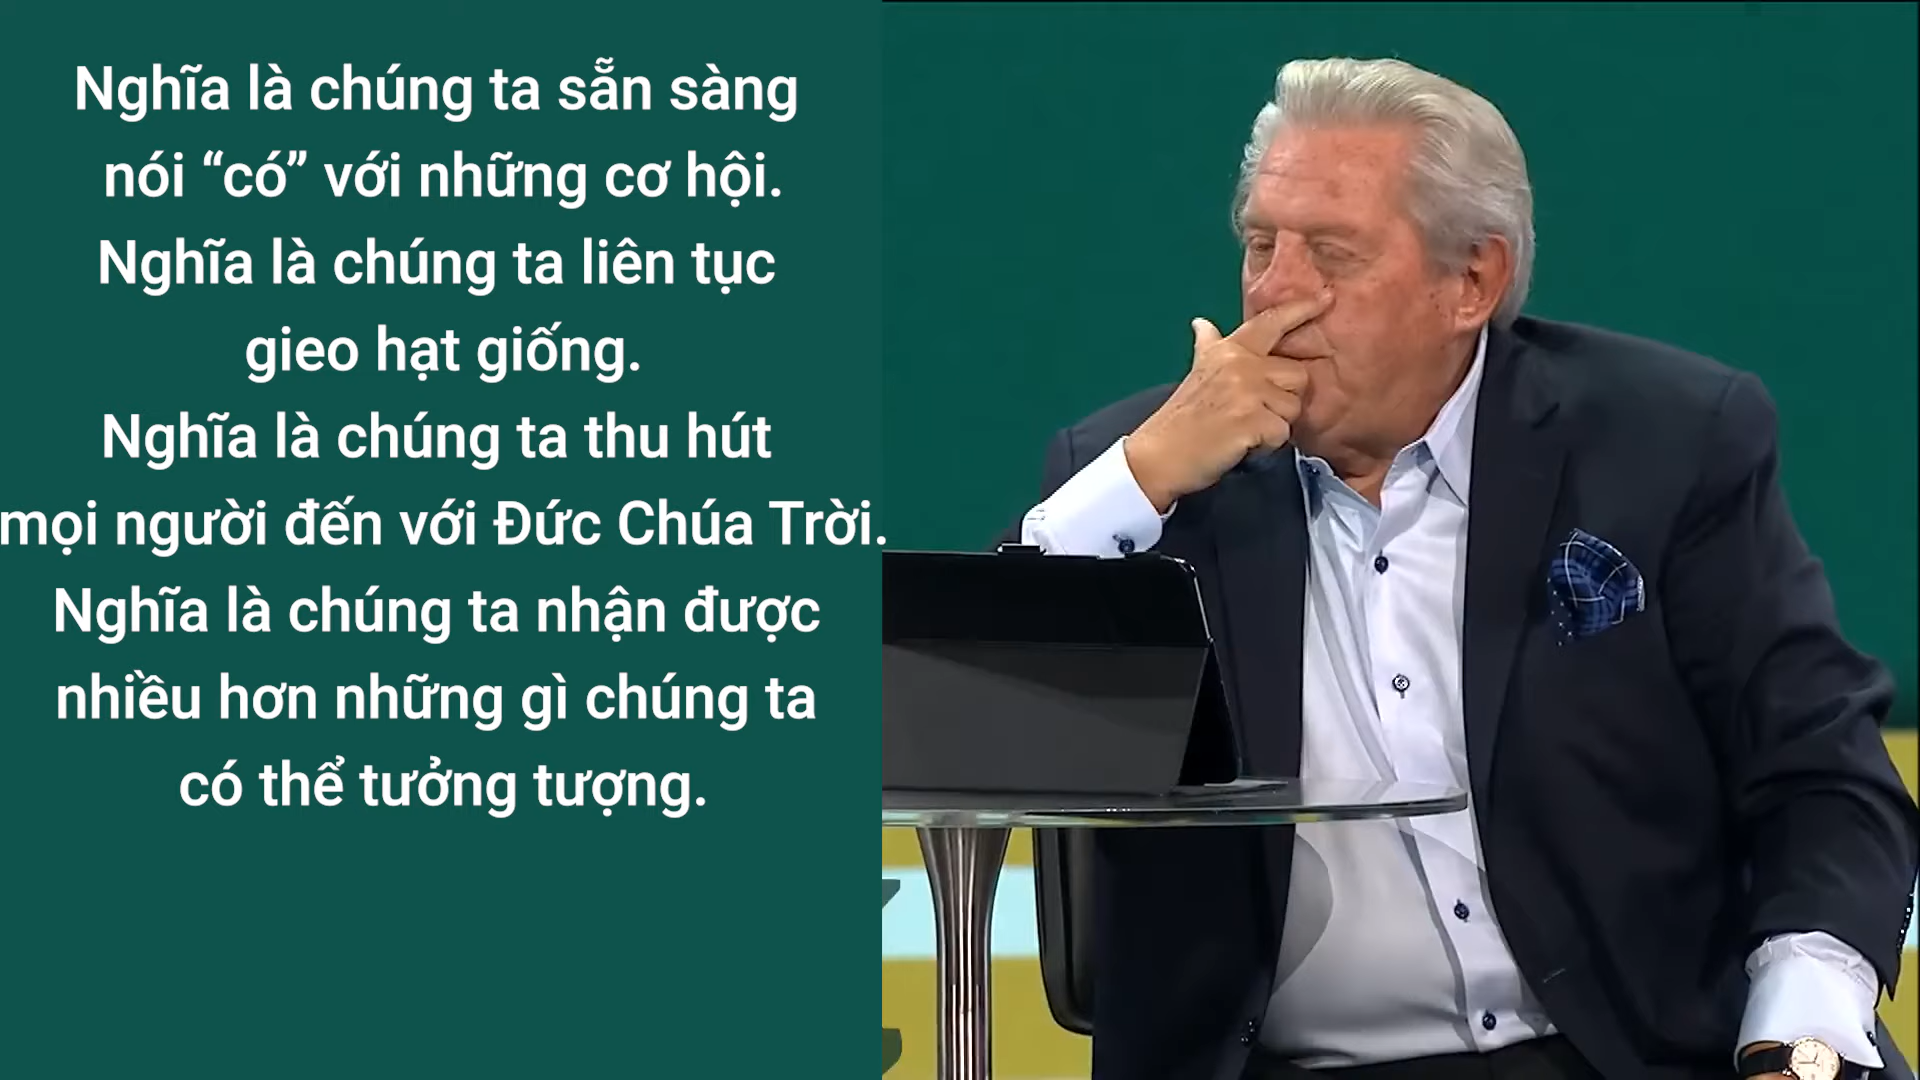 Nghĩa là chúng ta sẵn sàng
nói “có” với những cơ hội.
Nghĩa là chúng ta liên tục
gieo hạt giống.
Nghĩa là chúng ta thu hút
mọi người đến với Đức Chúa Trời.
Nghĩa là chúng ta nhận được
nhiều hơn những gì chúng ta
có thể tưởng tượng.